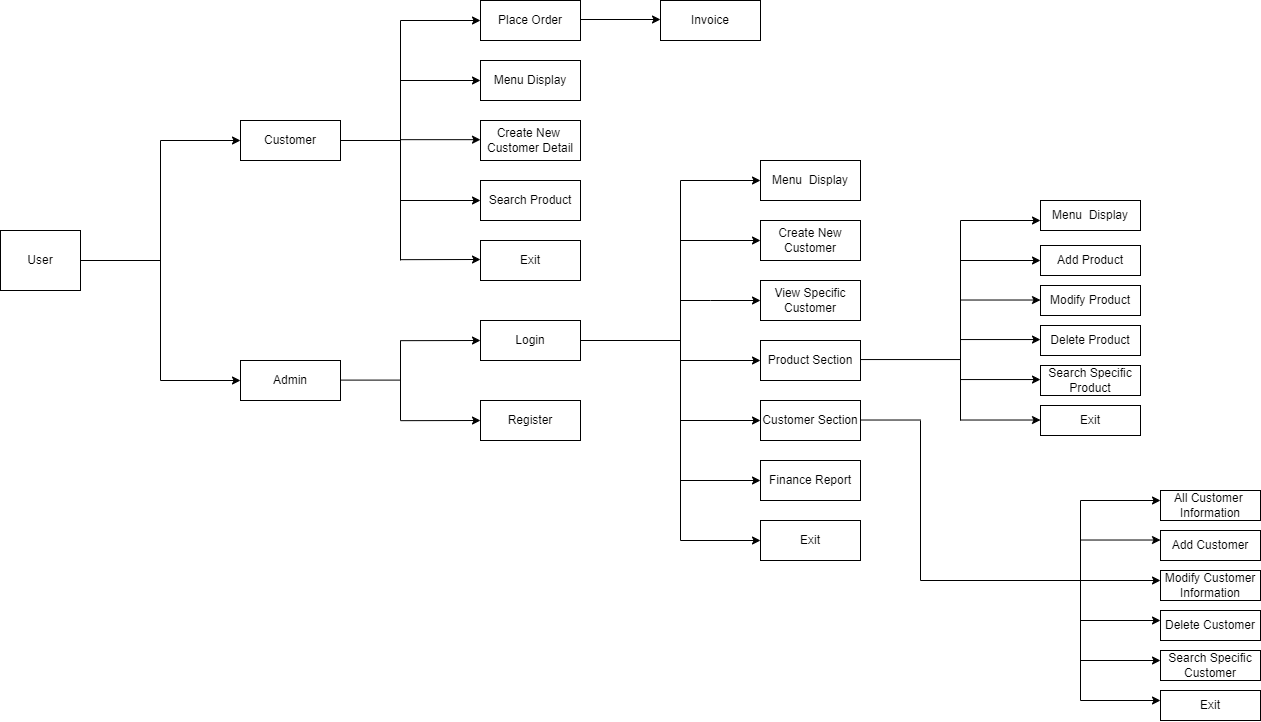 Place Order
Invoice
Menu Display
Customer
Create New
Customer Detail
Search Product
Exit
User
Admin
Login
Register
Menu  Display
Create New
Customer
View Specific
Customer
Product Section
Customer Section
Finance Report
Exit
Menu  Display
Add Product
Modify Product
Delete Product
Search Specific
Product
Exit
All Customer
Information
Add Customer
Modify Customer
Information
Delete Customer
Search Specific
Customer
Exit